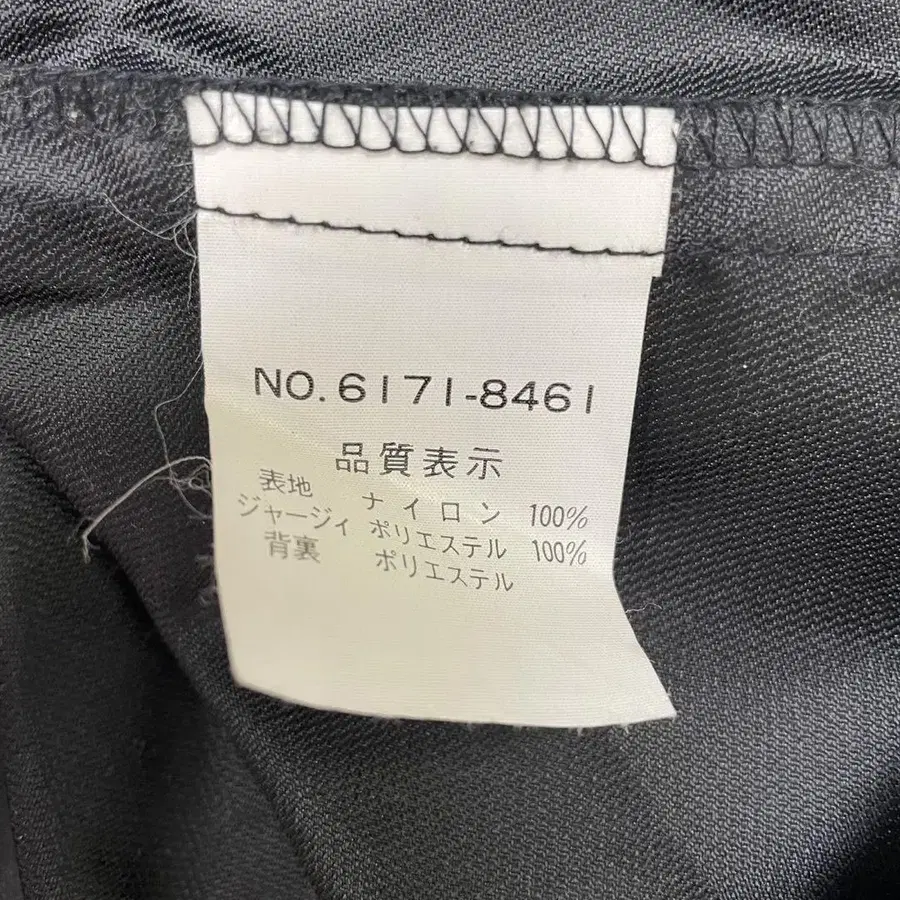 NO.6171-8461
品質表示
表地 ナイロン 100%
ジャージィ ポリエステル 100%
背裏 ポリエステル